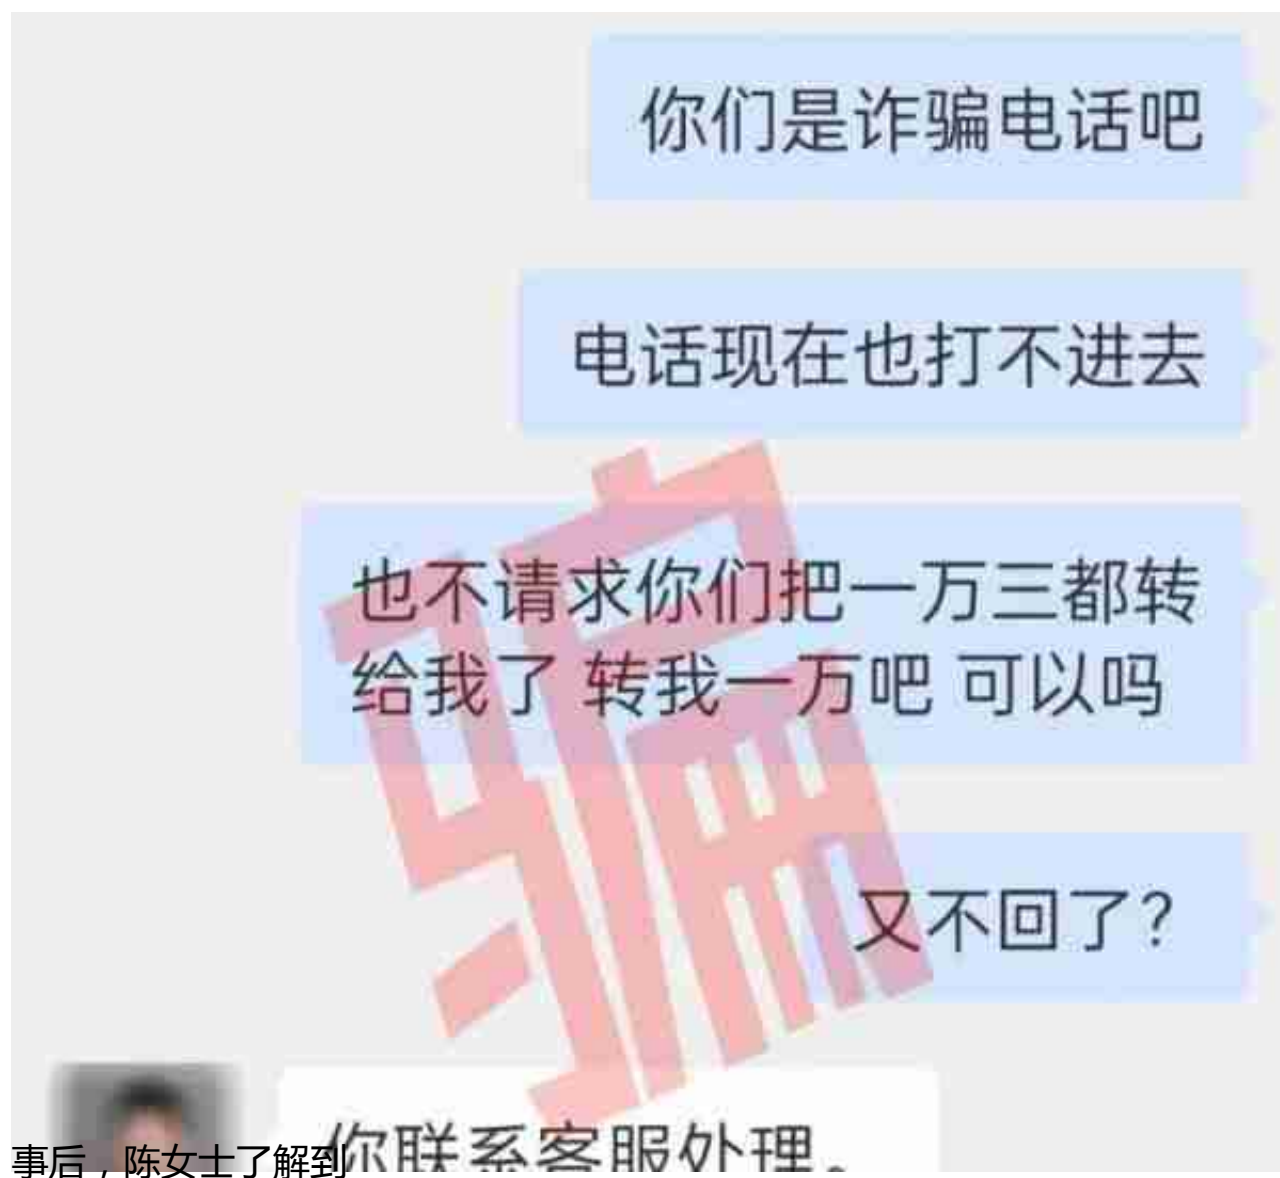 你们是诈骗电话吧
电话现在也打不进去
也不请求你们把一万三都转
给我了 转我一万吧 可以吗
又不回了？
骗
你联系客服处理。
事后，陈女士了解到